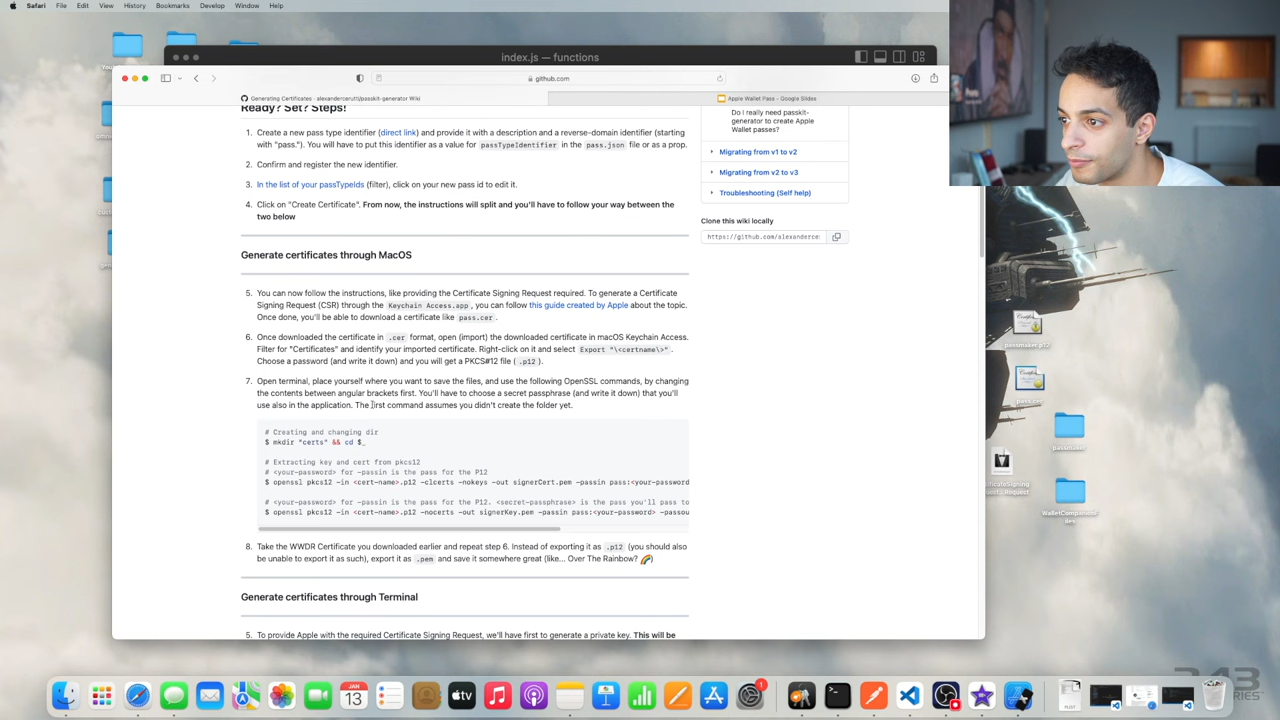 Safari File Edit View History Bookmarks Develop Window Help
index.js — functions
github.com
Generating Certificates · alexandercerutti/passkit-generator Wiki
Apple Wallet Pass - Google Slides
Ready? Set? Steps!
1. Create a new pass type identifier (direct link) and provide it with a description and a reverse-domain identifier (starting
with "pass."). You will have to put this identifier as a value for passTypeIdentifier in the pass.json file or as a prop.
2. Confirm and register the new identifier.
3. In the list of your passTypeIds (filter), click on your new pass id to edit it.
4. Click on "Create Certificate". From now, the instructions will split and you'll have to follow your way between the
two below
Generate certificates through MacOS
5. You can now follow the instructions, like providing the Certificate Signing Request required. To generate a Certificate
Signing Request (CSR) through the Keychain Access.app, you can follow this guide created by Apple about the topic.
Once done, you'll be able to download a certificate like pass.cer.
6. Once downloaded the certificate in .cer format, open (import) the downloaded certificate in macOS Keychain Access.
Filter for "Certificates" and identify your imported certificate. Right-click on it and select Export "\<certname\>".
Choose a password (and write it down) and you will get a PKCS#12 file (.p12).
7. Open terminal, place yourself where you want to save the files, and use the following OpenSSL commands, by changing
the contents between angular brackets first. You'll have to choose a secret passphrase (and write it down) that you'll
use also in the application. The first command assumes you didn't create the folder yet.
# Creating and changing dir
$ mkdir "certs" && cd $_
# Extracting key and cert from pkcs12
# <your-password> for -passin is the pass for the P12
$ openssl pkcs12 -in <cert-name>.p12 -clcerts -nokeys -out signerCert.pem -passin pass:<your-password
# <your-password> for -passin is the pass for the P12. <secret-passphrase> is the pass you'll pass to
$ openssl pkcs12 -in <cert-name>.p12 -nocerts -out signerKey.pem -passin pass:<your-password> -passou
8. Take the WWDR Certificate you downloaded earlier and repeat step 6. Instead of exporting it as .p12 (you should also
be unable to export it as such), export it as .pem and save it somewhere great (like... Over The Rainbow? 🌈)
Generate certificates through Terminal
5. To provide Apple with the required Certificate Signing Request, we'll have first to generate a private key. This will be
Do I really need passkit-
generator to create Apple
Wallet passes?
Migrating from v1 to v2
Migrating from v2 to v3
Troubleshooting (Self help)
Clone this wiki locally
https://github.com/alexanderce
passmaker.p12
pass.cer
passmaker
JAN
13
tv
1